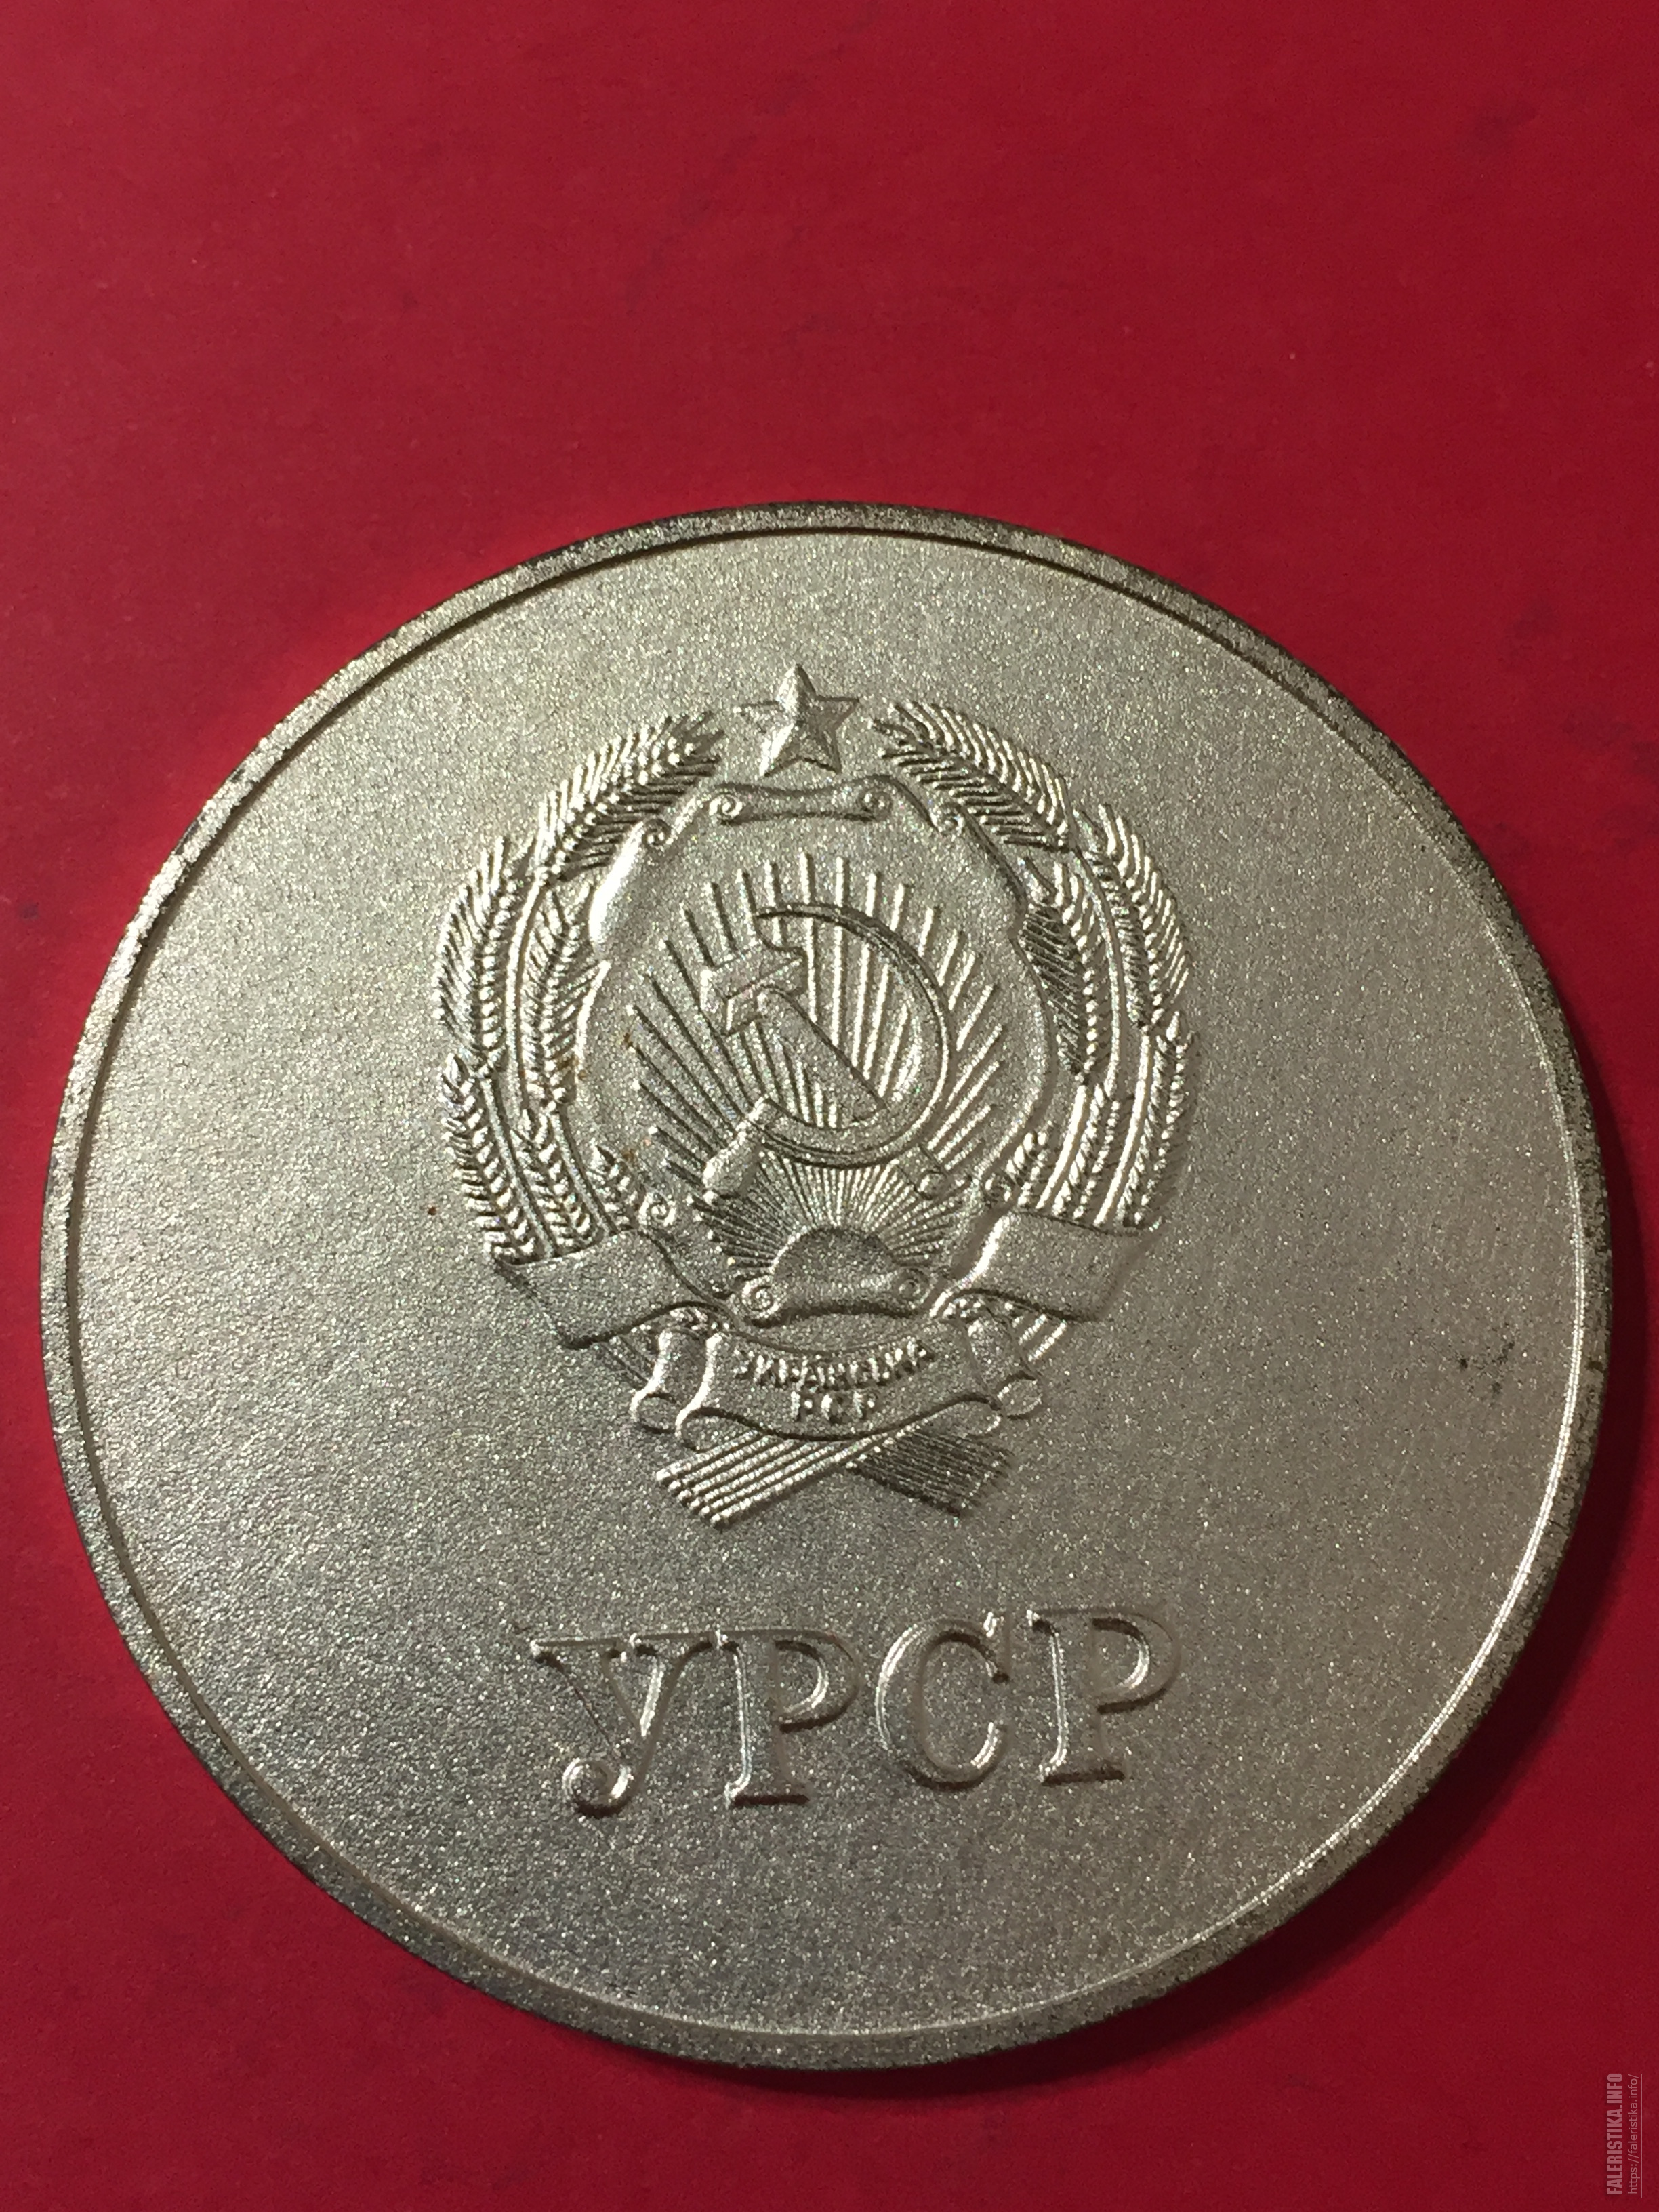 УКРАЇНСЬКА
РСР
УРСР
FALERISTIKA.INFO
https://faleristika.info/